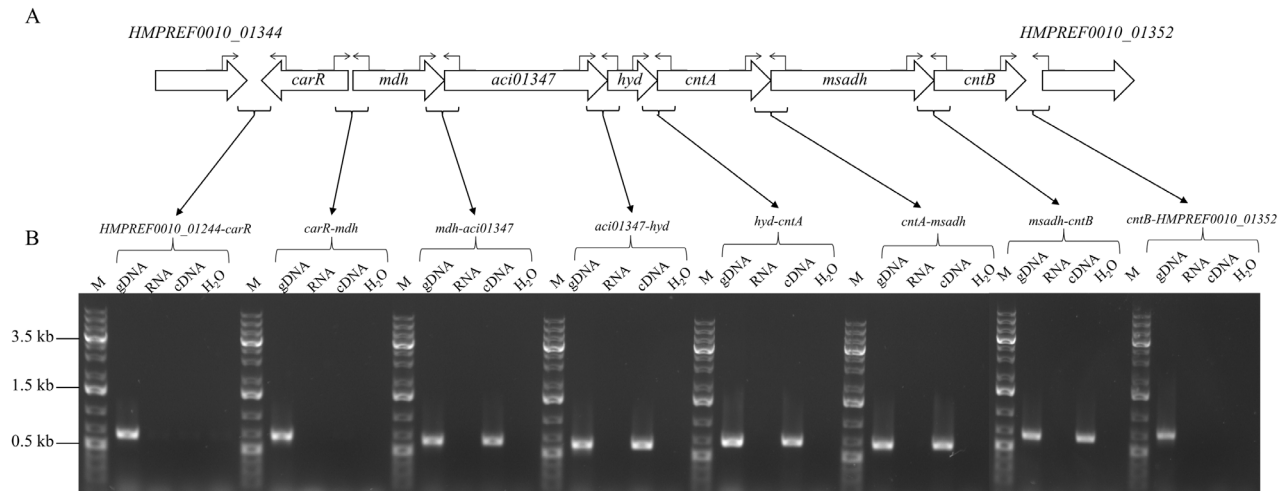 A
HMPREF0010_01344 HMPREF0010_01352
carR mdh aci01347 hyd cntA msadh cntB
B
HMPREF0010_01244-carR carR-mdh mdh-aci01347 aci01347-hyd hyd-cntA cntA-msadh msadh-cntB cntB-HMPREF0010_01352
M gDNA RNA cDNA H₂O M gDNA RNA cDNA H₂O M gDNA RNA cDNA H₂O M gDNA RNA cDNA H₂O M gDNA RNA cDNA H₂O M gDNA RNA cDNA H₂O M gDNA RNA cDNA H₂O M gDNA RNA cDNA H₂O
3.5 kb
1.5 kb
0.5 kb